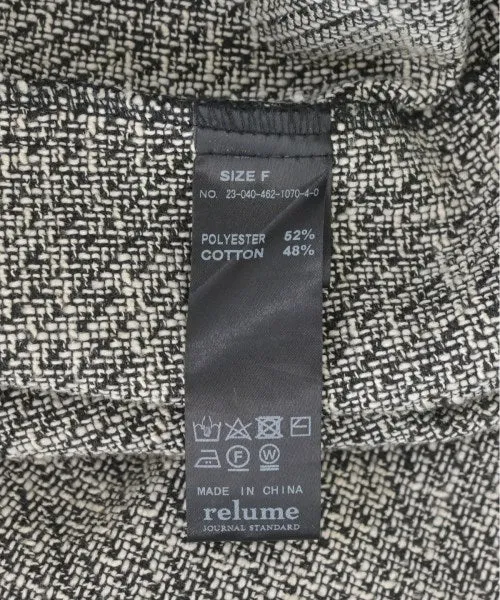 SIZE F
NO. 23-040-462-1070-4-0
POLYESTER 52%
COTTON 48%
F W
MADE IN CHINA
relume
JOURNAL STANDARD